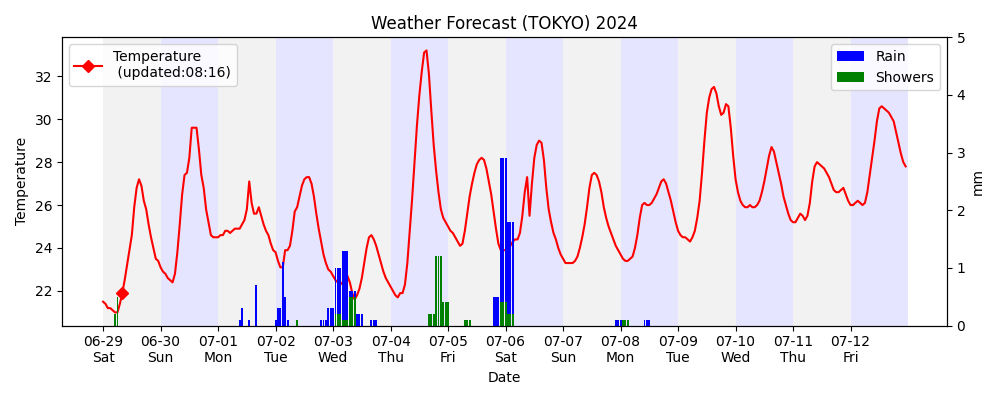 Weather Forecast (TOKYO) 2024
Temperature
(updated:08:16)
Rain
Showers
Temperature
32
30
28
26
24
22
5
4
3
2
1
0
mm
06-29 06-30 07-01 07-02 07-03 07-04 07-05 07-06 07-07 07-08 07-09 07-10 07-11 07-12
Sat Sun Mon Tue Wed Thu Fri Sat Sun Mon Tue Wed Thu Fri
Date